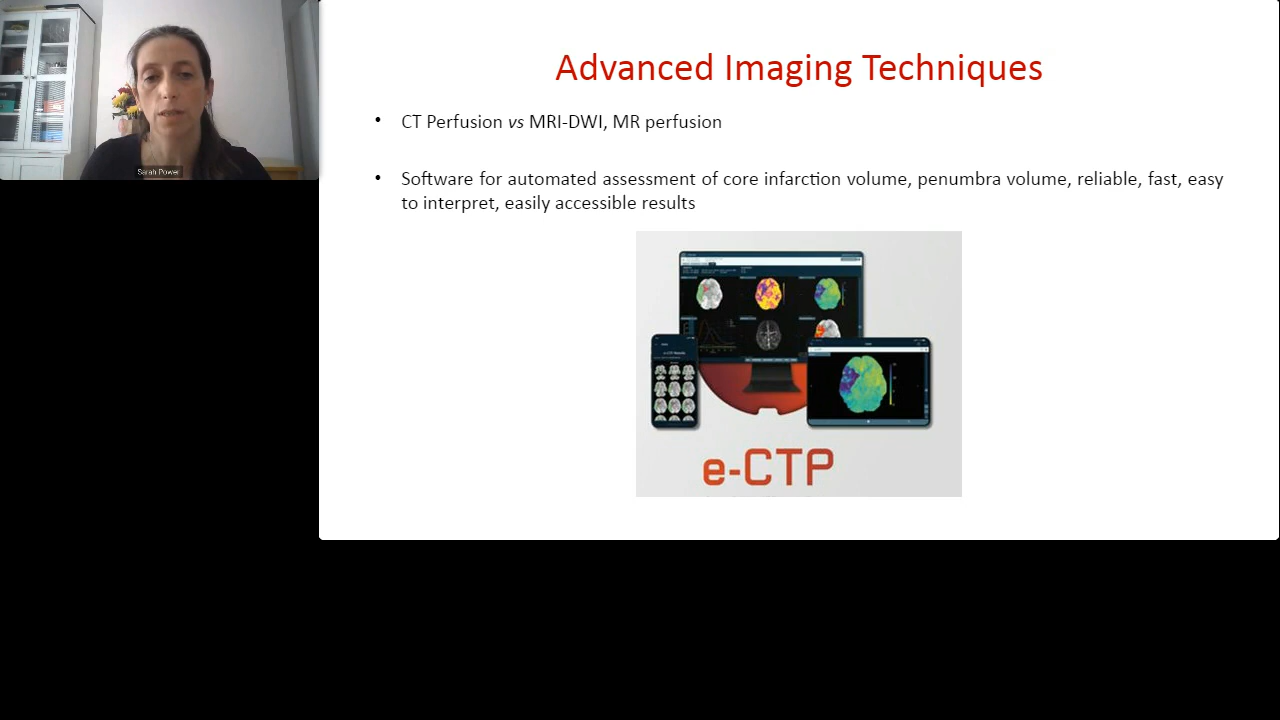 Sarah Power
Advanced Imaging Techniques
• CT Perfusion vs MRI-DWI, MR perfusion
• Software for automated assessment of core infarction volume, penumbra volume, reliable, fast, easy
to interpret, easily accessible results
e-CTP